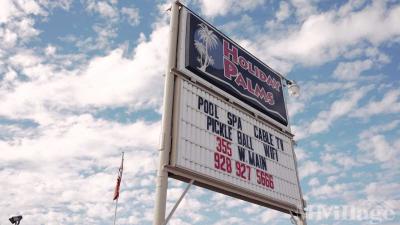 HOLIDAY
PALMS
POOL SPA CABLE TV
PICKLE BALL WIFI
355 W MAIN
928 927 5666
MHVillage